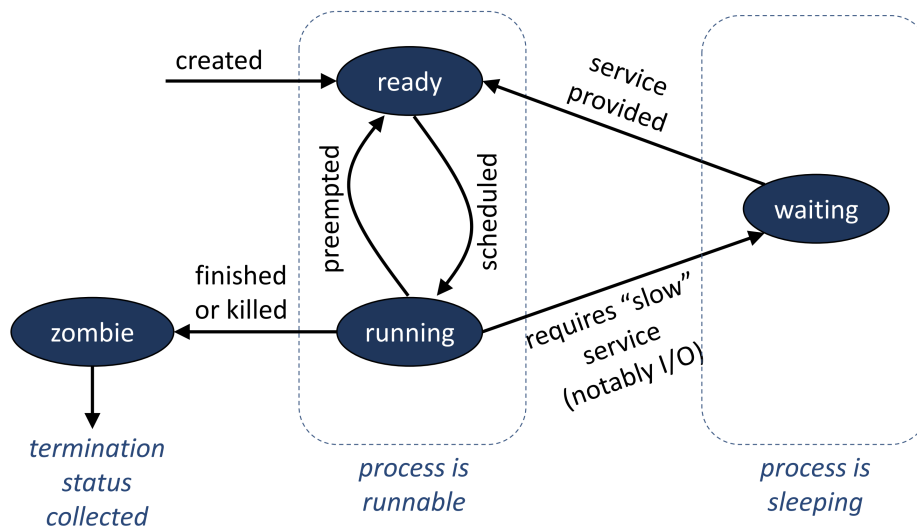 created
ready
service
provided
preempted
scheduled
waiting
finished
or killed
zombie
running
requires “slow”
service
(notably I/O)
termination
status
collected
process is
runnable
process is
sleeping